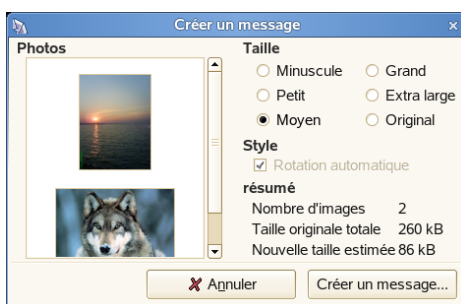 Créer un message
Photos
Taille
Minuscule
Grand
Petit
Extra large
Moyen
Original
Style
Rotation automatique
résumé
Nombre d'images 2
Taille originale totale 260 kB
Nouvelle taille estimée 86 kB
Annuler
Créer un message...